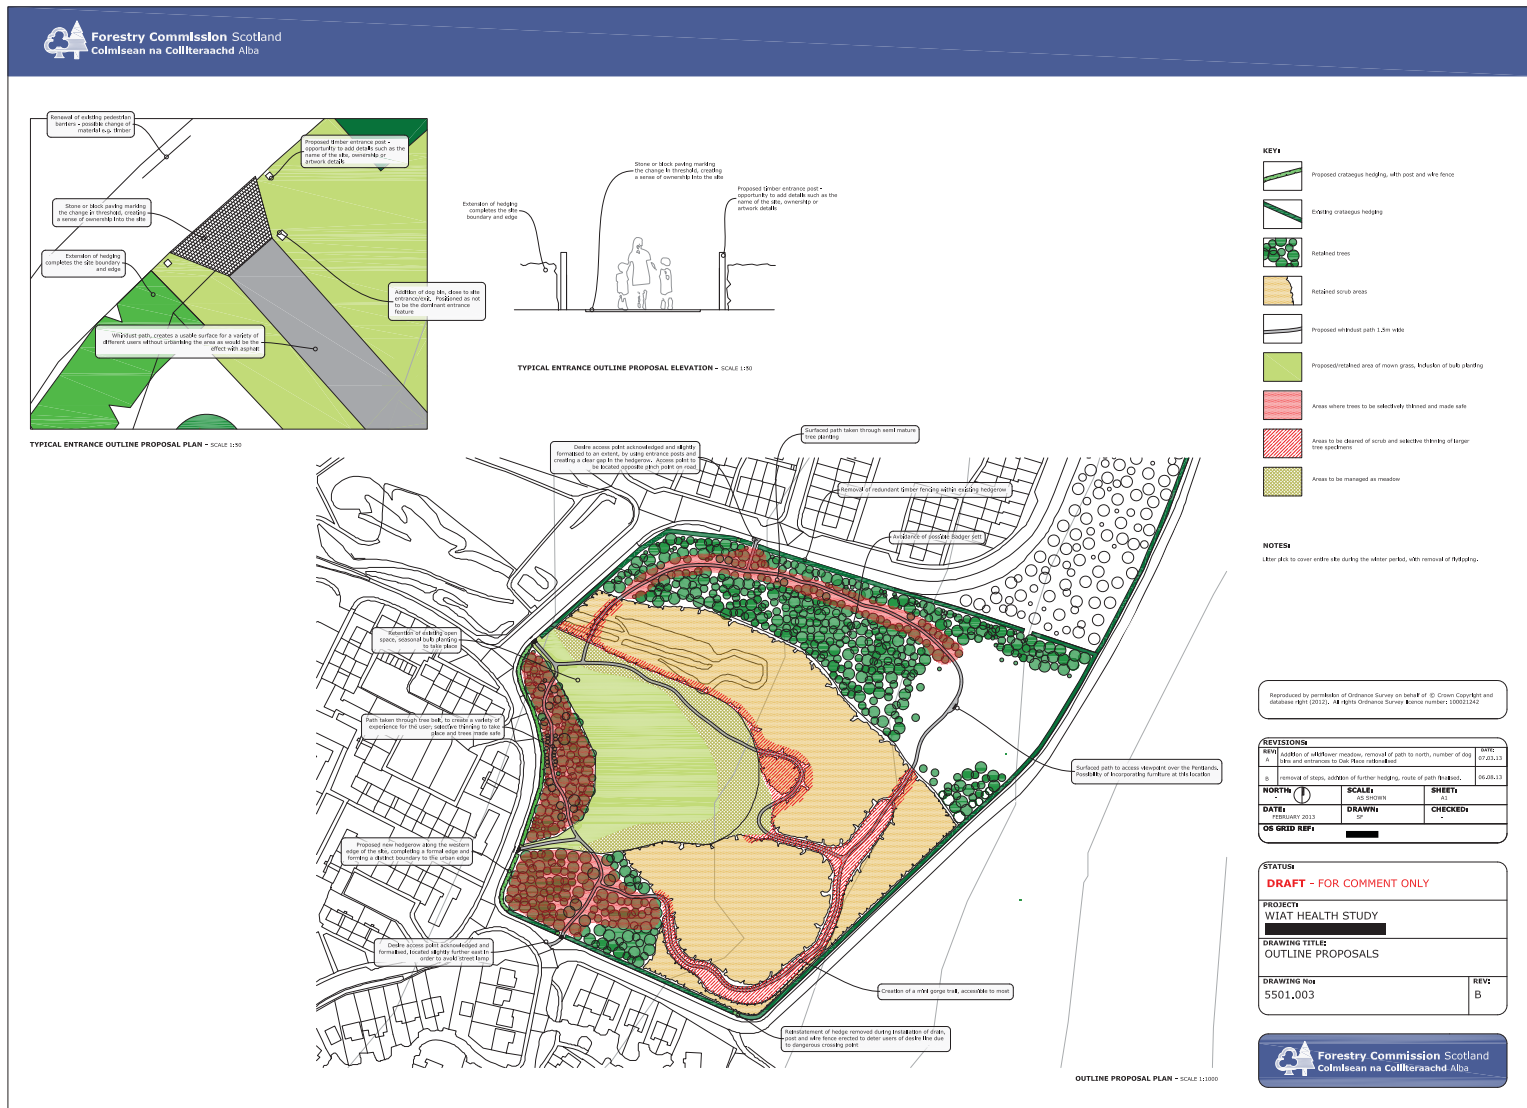 Forestry Commission Scotland
Coimisean na Coilltearachd Alba
Renewal of existing pedestrian
barriers - possible change of
material e.g. timber
Proposed timber entrance post -
opportunity to add details such as the
name of the site, ownership or
artwork details
Stone or block paving marking
the change in threshold, creating
a sense of ownership into the site
Extension of hedging
completes the site boundary
and edge
Addition of dog bin, close to site
entrance/exit. Positioned as not
to be the dominant entrance
feature
Whindust path, creates a usable surface for a variety of
different users without urbanising the area as would be the
effect with asphalt
TYPICAL ENTRANCE OUTLINE PROPOSAL PLAN - SCALE 1:50
Stone or block paving marking
the change in threshold, creating
a sense of ownership into the site
Proposed timber entrance post -
opportunity to add details such as the
name of the site, ownership or
artwork details
Extension of hedging
completes the site
boundary and edge
TYPICAL ENTRANCE OUTLINE PROPOSAL ELEVATION - SCALE 1:50
KEY:
Proposed crataegus hedging, with post and wire fence
Existing crataegus hedging
Retained trees
Retained scrub areas
Proposed whindust path 1.5m wide
Proposed/retained area of mown grass, inclusion of bulb planting
Areas where trees to be selectively thinned and made safe
Areas to be cleared of scrub and selective thinning of larger
tree specimens
Areas to be managed as meadow
NOTES:
Litter pick to cover entire site during the winter period, with removal of flytipping.
Surfaced path taken through semi mature
tree planting
Desire access point acknowledged and slightly
formalised to an extent, by using entrance posts and
creating a clear gap in the hedgerow. Access point to
be located opposite pinch point on road
Removal of redundant timber fencing within existing hedgerow
Avoidance of possible Badger sett
Retention of existing open
space, seasonal bulb planting
to take place
Path taken through tree belt, to create a variety of
experience for the user, selective thinning to take
place and trees made safe
Surfaced path to access viewpoint over the Pentlands.
Possibility of incorporating furniture at this location
Proposed new hedgerow along the western
edge of the site, completing a formal edge and
forming a distinct boundary to the urban edge
Desire access point acknowledged and
formalised, located slightly further east in
order to avoid street lamp
Creation of a mini gorge trail, accessible to most
Reinstatement of hedge removed during installation of drain,
post and wire fence erected to deter users of desire line due
to dangerous crossing point
OUTLINE PROPOSAL PLAN - SCALE 1:1000
Reproduced by permission of Ordnance Survey on behalf of © Crown Copyright and
database right (2012). All rights Ordnance Survey licence number: 100021242
REVISIONS:
REV: DATE:
A Addition of wildflower meadow, removal of path to north, number of dog
bins and entrances to Oak Place rationalised 07.03.13
B removal of steps, addition of further hedging, route of path finalised. 06.08.13
NORTH: - SCALE: AS SHOWN SHEET: A1
DATE: FEBRUARY 2013 DRAWN: SF CHECKED: -
OS GRID REF:
STATUS:
DRAFT - FOR COMMENT ONLY
PROJECT:
WIAT HEALTH STUDY
DRAWING TITLE:
OUTLINE PROPOSALS
DRAWING No: REV:
5501.003 B
Forestry Commission Scotland
Coimisean na Coilltearachd Alba